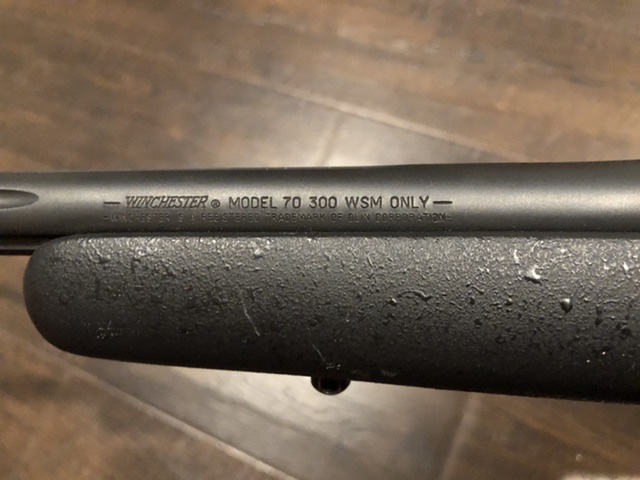 — WINCHESTER® MODEL 70 300 WSM ONLY —
-WINCHESTER IS A REGISTERED TRADEMARK OF OLIN CORPORATION-